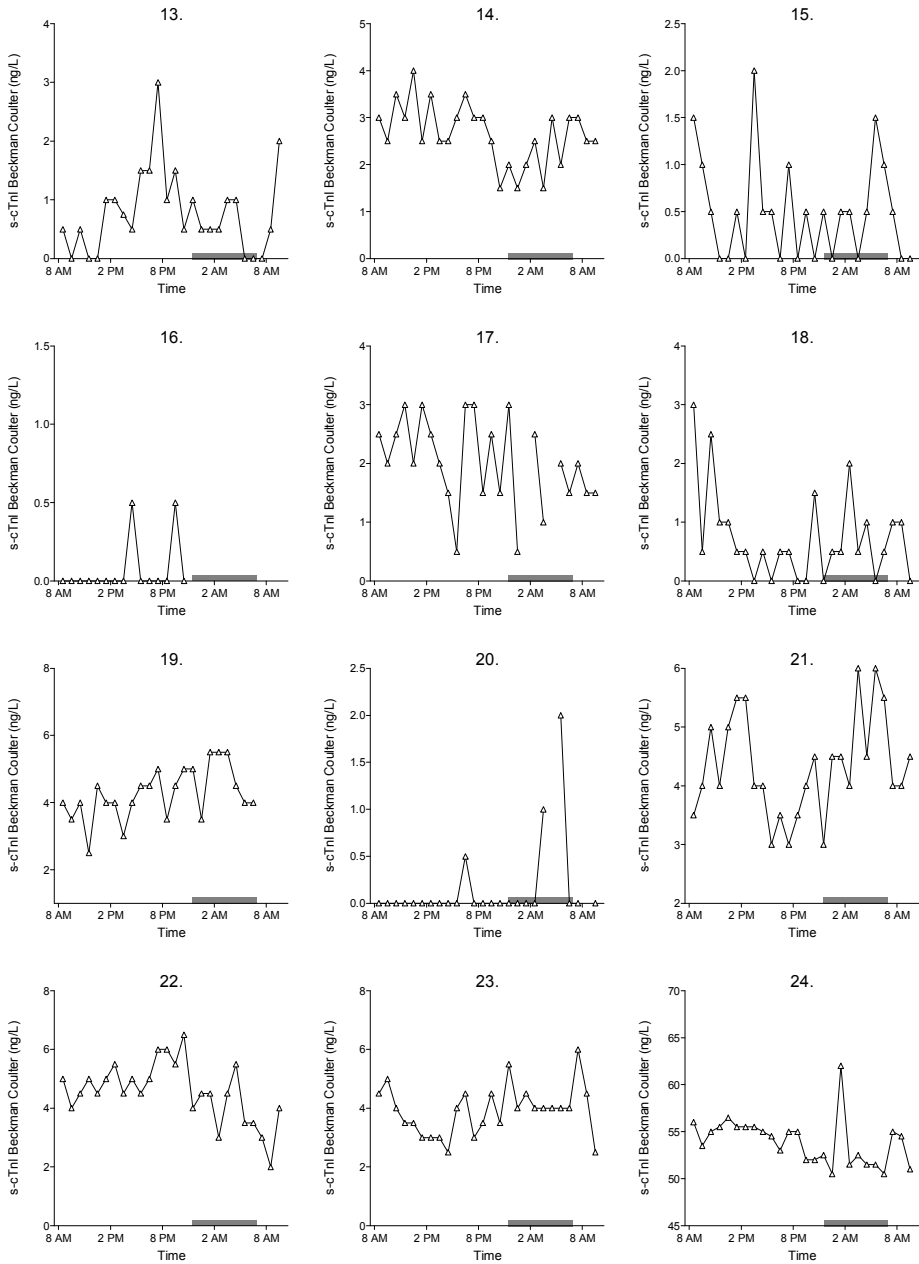 13.
s-cTnI Beckman Coulter (ng/L)
4
3
2
1
0
8 AM 2 PM 8 PM 2 AM 8 AM
Time
14.
s-cTnI Beckman Coulter (ng/L)
5
4
3
2
1
0
8 AM 2 PM 8 PM 2 AM 8 AM
Time
15.
s-cTnI Beckman Coulter (ng/L)
2.5
2.0
1.5
1.0
0.5
0.0
8 AM 2 PM 8 PM 2 AM 8 AM
Time
16.
s-cTnI Beckman Coulter (ng/L)
1.5
1.0
0.5
0.0
8 AM 2 PM 8 PM 2 AM 8 AM
Time
17.
s-cTnI Beckman Coulter (ng/L)
4
3
2
1
0
8 AM 2 PM 8 PM 2 AM 8 AM
Time
18.
s-cTnI Beckman Coulter (ng/L)
4
3
2
1
0
8 AM 2 PM 8 PM 2 AM 8 AM
Time
19.
s-cTnI Beckman Coulter (ng/L)
8
6
4
2
8 AM 2 PM 8 PM 2 AM 8 AM
Time
20.
s-cTnI Beckman Coulter (ng/L)
2.5
2.0
1.5
1.0
0.5
0.0
8 AM 2 PM 8 PM 2 AM 8 AM
Time
21.
s-cTnI Beckman Coulter (ng/L)
6
5
4
3
2
8 AM 2 PM 8 PM 2 AM 8 AM
Time
22.
s-cTnI Beckman Coulter (ng/L)
8
6
4
2
0
8 AM 2 PM 8 PM 2 AM 8 AM
Time
23.
s-cTnI Beckman Coulter (ng/L)
8
6
4
2
0
8 AM 2 PM 8 PM 2 AM 8 AM
Time
24.
s-cTnI Beckman Coulter (ng/L)
70
65
60
55
50
45
8 AM 2 PM 8 PM 2 AM 8 AM
Time